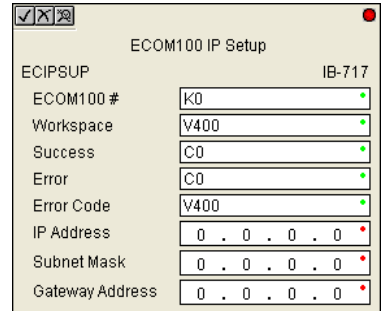 ECOM100 IP Setup
ECIPSUP IB-717
ECOM100 # K0
Workspace V400
Success C0
Error C0
Error Code V400
IP Address 0 . 0 . 0 . 0
Subnet Mask 0 . 0 . 0 . 0
Gateway Address 0 . 0 . 0 . 0